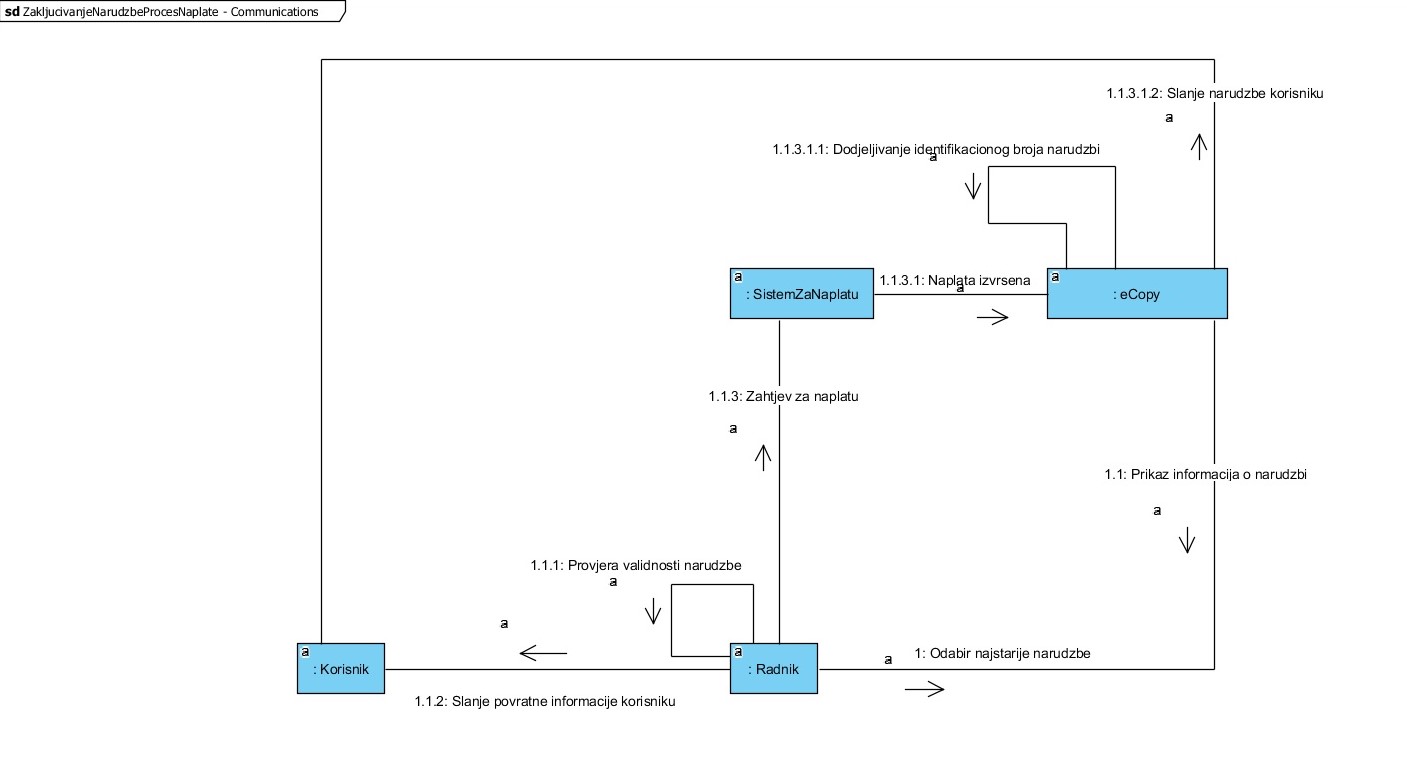 sd ZakljucivanjeNarudzbeProcesNaplate - Communications
1.1.3.1.2: Slanje narudzbe korisniku
a
1.1.3.1.1: Dodjeljivanje identifikacionog broja narudzbi
a
a
: SistemZaNaplatu
1.1.3.1: Naplata izvrsena
a
a
: eCopy
1.1.3: Zahtjev za naplatu
a
1.1: Prikaz informacija o narudzbi
a
1.1.1: Provjera validnosti narudzbe
a
a
a
: Korisnik
a
: Radnik
1: Odabir najstarije narudzbe
a
1.1.2: Slanje povratne informacije korisniku